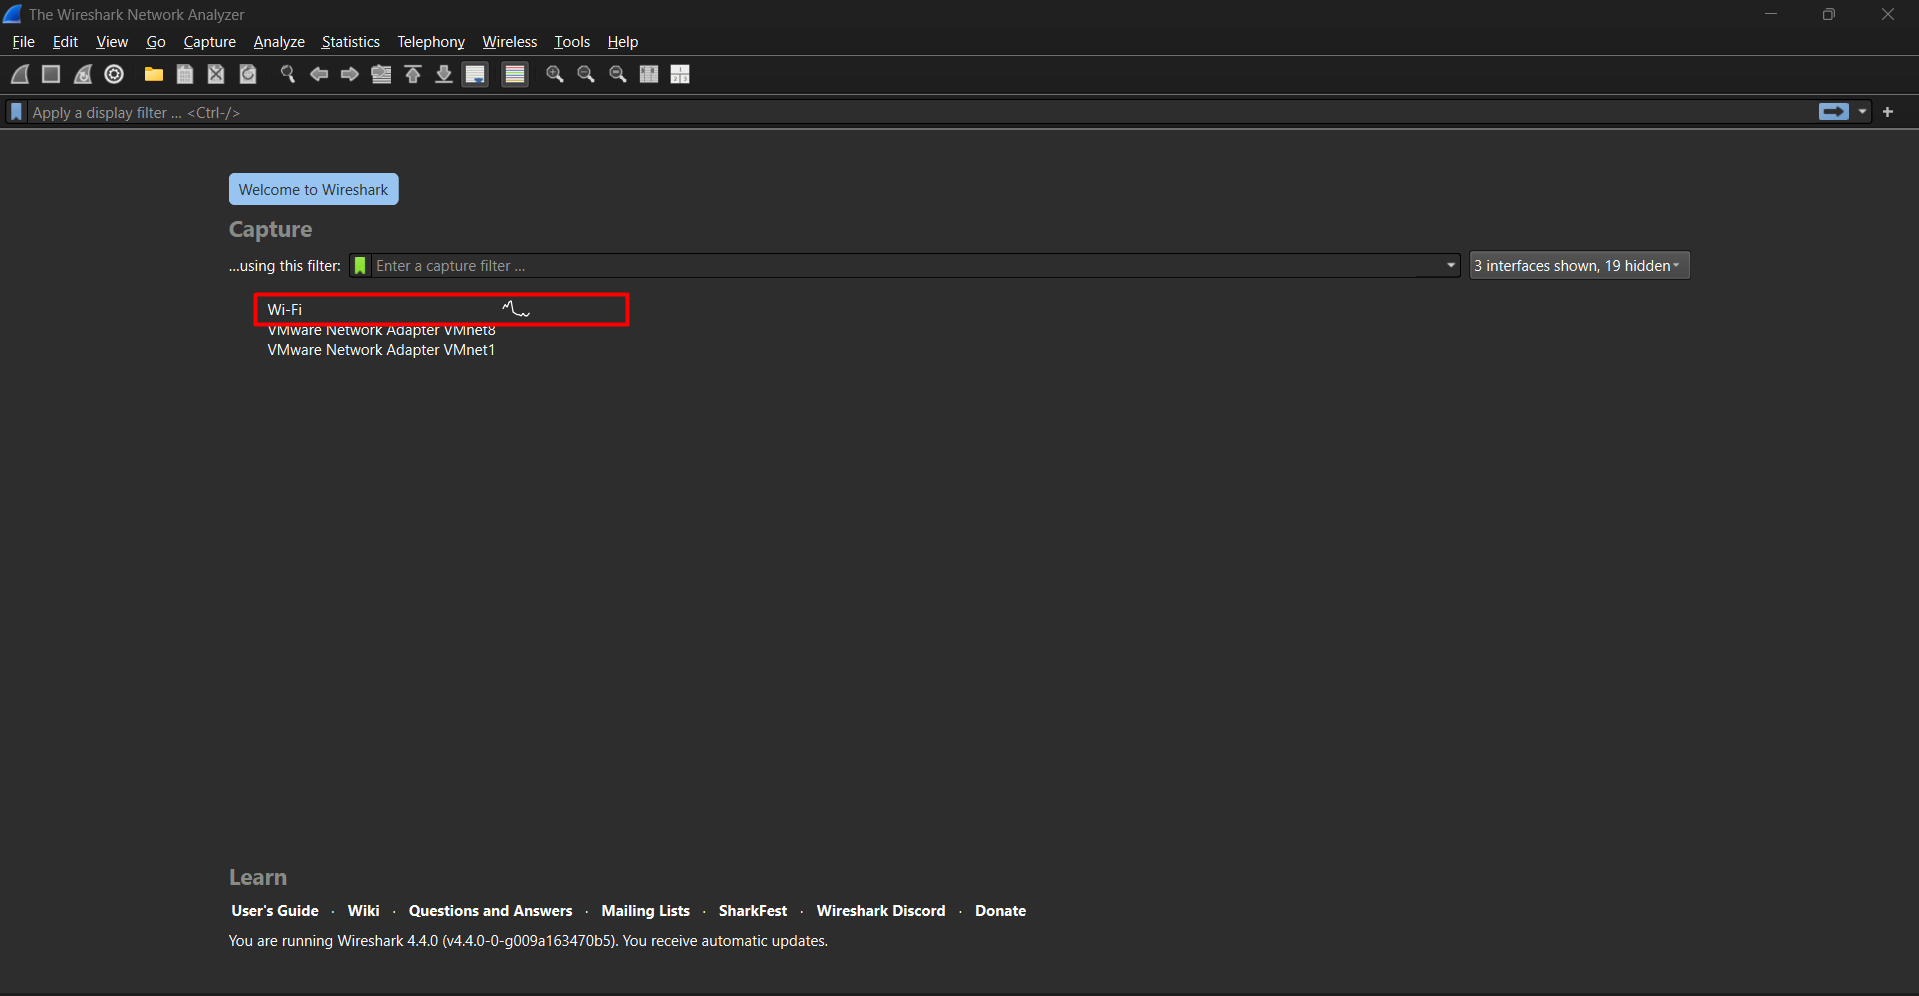 The Wireshark Network Analyzer
File Edit View Go Capture Analyze Statistics Telephony Wireless Tools Help
Apply a display filter ... <Ctrl-/>
Welcome to Wireshark
Capture
...using this filter: Enter a capture filter ... 3 interfaces shown, 19 hidden
Wi-Fi
VMware Network Adapter VMnet8
VMware Network Adapter VMnet1
Learn
User's Guide · Wiki · Questions and Answers · Mailing Lists · SharkFest · Wireshark Discord · Donate
You are running Wireshark 4.4.0 (v4.4.0-0-g009a163470b5). You receive automatic updates.